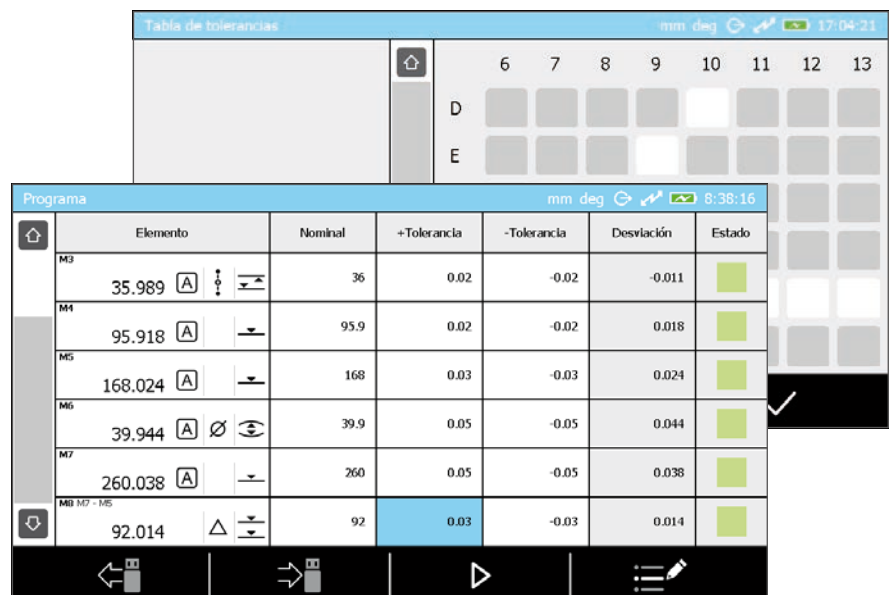 Tabla de tolerancias mm deg 17:04:21
6 7 8 9 10 11 12 13
D
E
Programa mm deg 8:38:16
Elemento Nominal +Tolerancia -Tolerancia Desviación Estado
M3
35.989 A 36 0.02 -0.02 -0.011
M4
95.918 A 95.9 0.02 -0.02 0.018
M5
168.024 A 168 0.03 -0.03 0.024
M6
39.944 A Ø 39.9 0.05 -0.05 0.044
M7
260.038 A 260 0.05 -0.05 0.038
M8 M7 - M5
92.014 92 0.03 -0.03 0.014